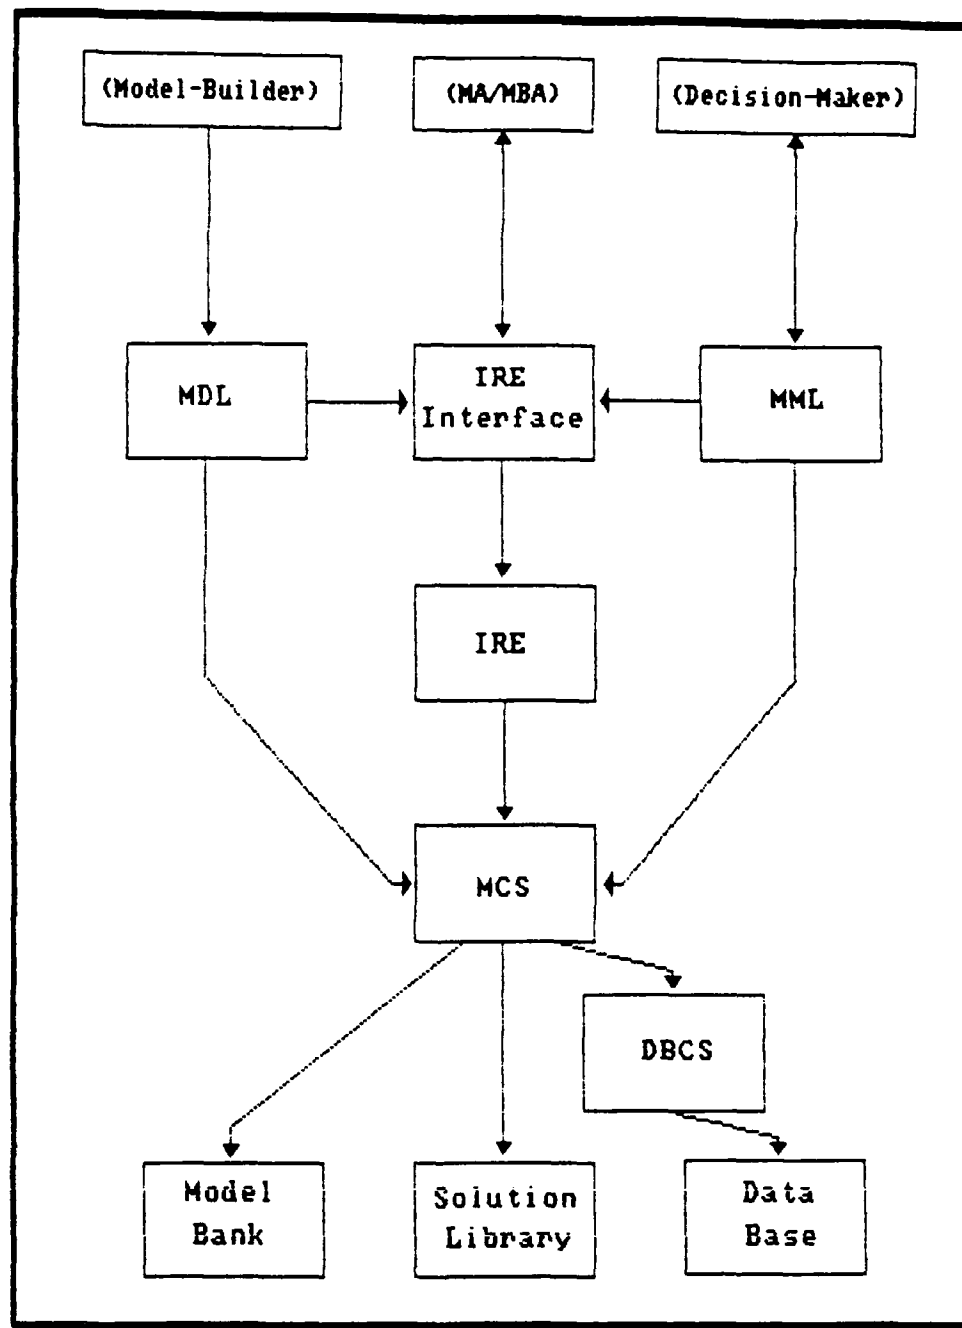 (Model-Builder)
(MA/MBA)
(Decision-Maker)
MDL
IRE
Interface
MML
IRE
MCS
DBCS
Model
Bank
Solution
Library
Data
Base